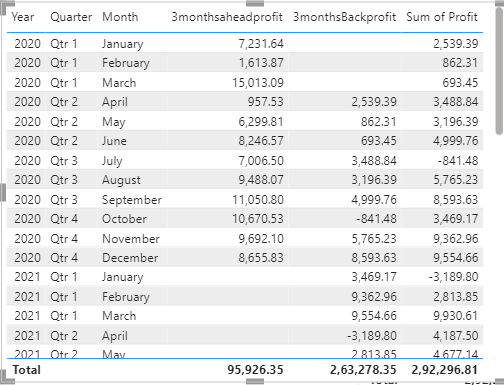 Year Quarter Month 3monthsaheadprofit 3monthsBackprofit Sum of Profit
2020 Qtr 1 January 7,231.64 2,539.39
2020 Qtr 1 February 1,613.87 862.31
2020 Qtr 1 March 15,013.09 693.45
2020 Qtr 2 April 957.53 2,539.39 3,488.84
2020 Qtr 2 May 6,299.81 862.31 3,196.39
2020 Qtr 2 June 8,246.57 693.45 4,999.76
2020 Qtr 3 July 7,006.50 3,488.84 -841.48
2020 Qtr 3 August 9,488.07 3,196.39 5,765.23
2020 Qtr 3 September 11,050.80 4,999.76 8,593.63
2020 Qtr 4 October 10,670.53 -841.48 3,469.17
2020 Qtr 4 November 9,692.10 5,765.23 9,362.96
2020 Qtr 4 December 8,655.83 8,593.63 9,554.66
2021 Qtr 1 January 3,469.17 -3,189.80
2021 Qtr 1 February 9,362.96 2,813.85
2021 Qtr 1 March 9,554.66 9,930.61
2021 Qtr 2 April -3,189.80 4,187.50
2021 Qtr 2 May 2,813.85 4,677.14
Total 95,926.35 2,63,278.35 2,92,296.81